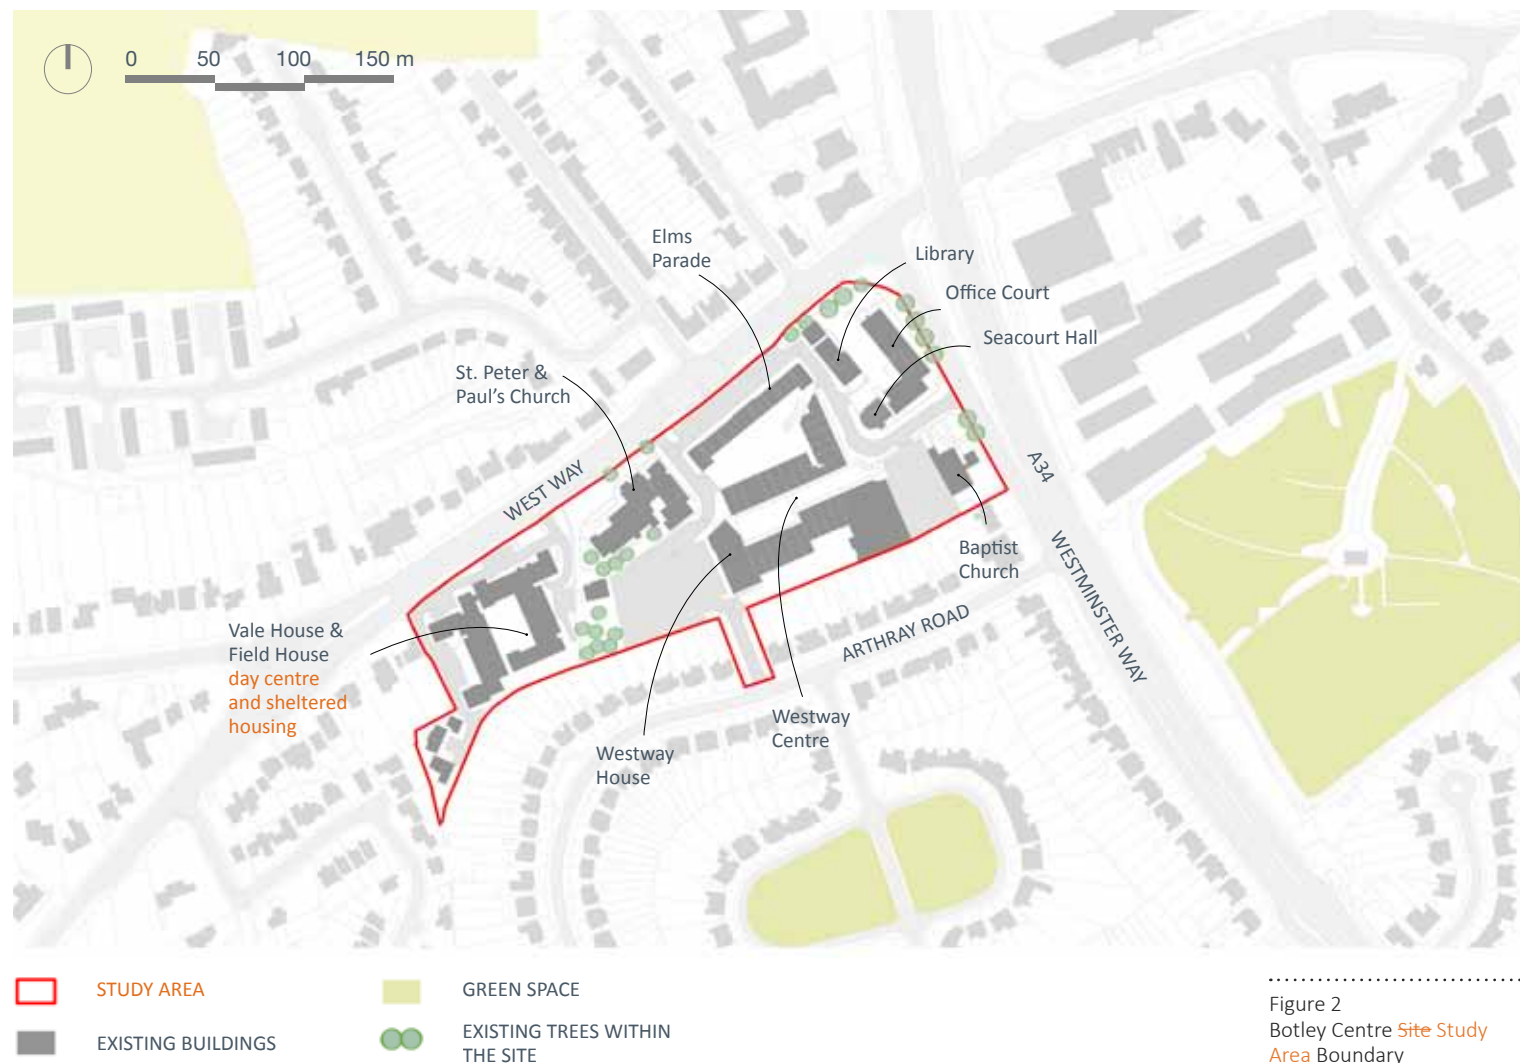 0 50 100 150 m
Elms
Parade
Library
Office Court
Seacourt Hall
St. Peter &
Paul's Church
WEST WAY
A34
Baptist
Church
WESTMINSTER WAY
ARTHRAY ROAD
Vale House &
Field House
day centre
and sheltered
housing
Westway
Centre
Westway
House
STUDY AREA
GREEN SPACE
EXISTING BUILDINGS
EXISTING TREES WITHIN
THE SITE
Figure 2
Botley Centre Site Study
Area Boundary